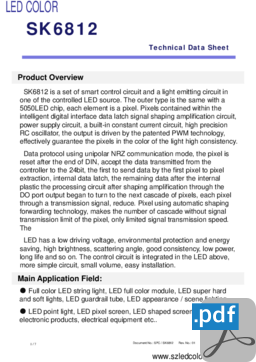 LED COLOR
SK6812
Technical Data Sheet
Product Overview
SK6812 is a set of smart control circuit and a light emitting circuit in
one of the controlled LED source. The outer type is the same with a
5050LED chip, each element is a pixel. Pixels contained within the
intelligent digital interface data latch signal shaping amplification circuit,
power supply circuit, a built-in constant current circuit, high precision
RC oscillator, the output is driven by the patented PWM technology,
effectively guarantee the pixels in the color of the light high consistency.
Data protocol using unipolar NRZ communication mode, the pixel is
reset after the end of DIN, accept the data transmitted from the
controller to the 24bit, the first to send data by the first pixel to pixel
extraction, internal data latch, the remaining data after the internal
plastic the processing circuit after shaping amplification through the
DO port output began to turn to the next cascade of pixels, each pixel
through a transmission signal, reduce. Pixel using automatic shaping
forwarding technology, makes the number of cascade without signal
transmission limit of the pixel, only limited signal transmission speed.
The
LED has a low driving voltage, environmental protection and energy
saving, high brightness, scattering angle, good consistency, low power,
long life and so on. The control circuit is integrated in the LED above,
more simple circuit, small volume, easy installation.
Main Application Field:
● Full color LED string light, LED full color module, LED super hard
and soft lights, LED guardrail tube, LED appearance / scene lighting
● LED point light, LED pixel screen, LED shaped screen,
electronic products, electrical equipment etc..
.pdf
www.szledcolo